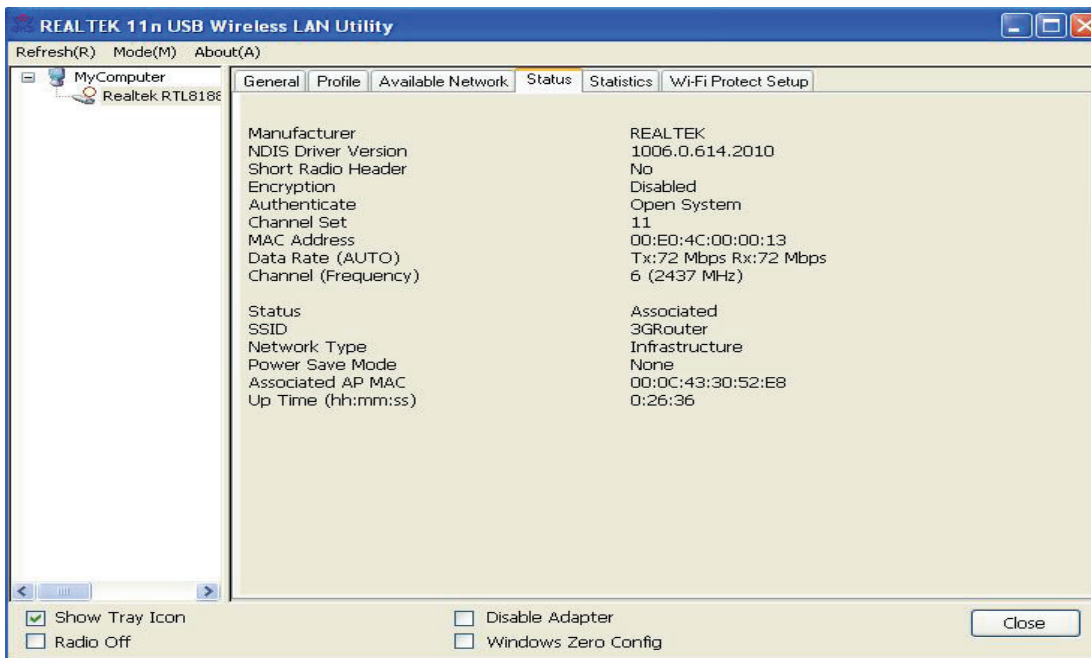 REALTEK 11n USB Wireless LAN Utility
Refresh(R) Mode(M) About(A)
MyComputer
Realtek RTL8188
General Profile Available Network Status Statistics Wi-Fi Protect Setup
Manufacturer REALTEK
NDIS Driver Version 1006.0.614.2010
Short Radio Header No
Encryption Disabled
Authenticate Open System
Channel Set 11
MAC Address 00:E0:4C:00:00:13
Data Rate (AUTO) Tx:72 Mbps Rx:72 Mbps
Channel (Frequency) 6 (2437 MHz)
Status Associated
SSID 3GRouter
Network Type Infrastructure
Power Save Mode None
Associated AP MAC 00:0C:43:30:52:E8
Up Time (hh:mm:ss) 0:26:36
Show Tray Icon Disable Adapter
Radio Off Windows Zero Config
Close